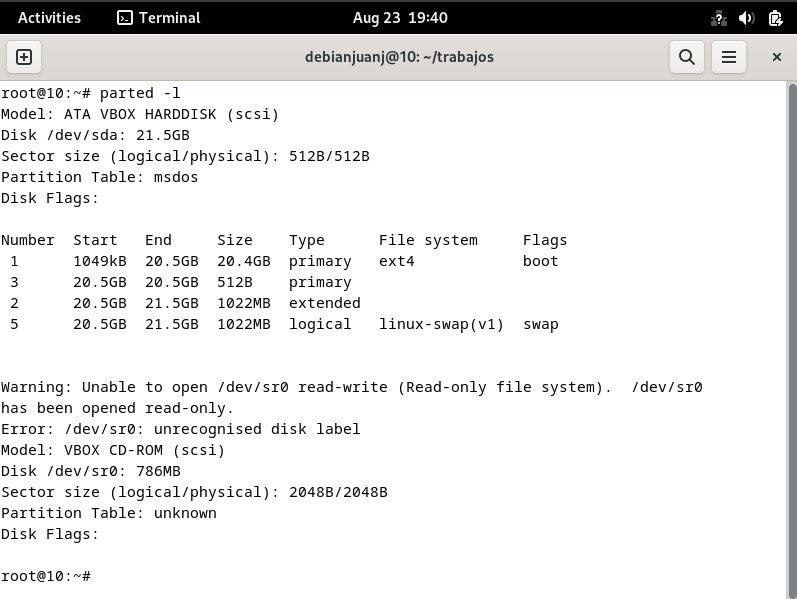 Activities
Terminal
Aug 23 19:40
debianjuanj@10: ~/trabajos
root@10:~# parted -l
Model: ATA VBOX HARDDISK (scsi)
Disk /dev/sda: 21.5GB
Sector size (logical/physical): 512B/512B
Partition Table: msdos
Disk Flags:
Number  Start   End     Size    Type      File system     Flags
 1      1049kB  20.5GB  20.4GB  primary   ext4            boot
 3      20.5GB  20.5GB  512B    primary
 2      20.5GB  21.5GB  1022MB  extended
 5      20.5GB  21.5GB  1022MB  logical   linux-swap(v1)  swap
Warning: Unable to open /dev/sr0 read-write (Read-only file system).  /dev/sr0
has been opened read-only.
Error: /dev/sr0: unrecognised disk label
Model: VBOX CD-ROM (scsi)
Disk /dev/sr0: 786MB
Sector size (logical/physical): 2048B/2048B
Partition Table: unknown
Disk Flags:
root@10:~#